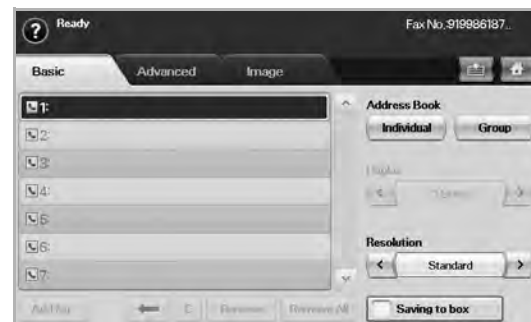 Ready
Fax No.:919986187..
Basic
Advanced
Image
1:
2:
3:
4:
5:
6:
7:
Address Book
Individual
Group
Duplex
Resolution
Standard
Saving to box
Add No
C
Remove
Remove All